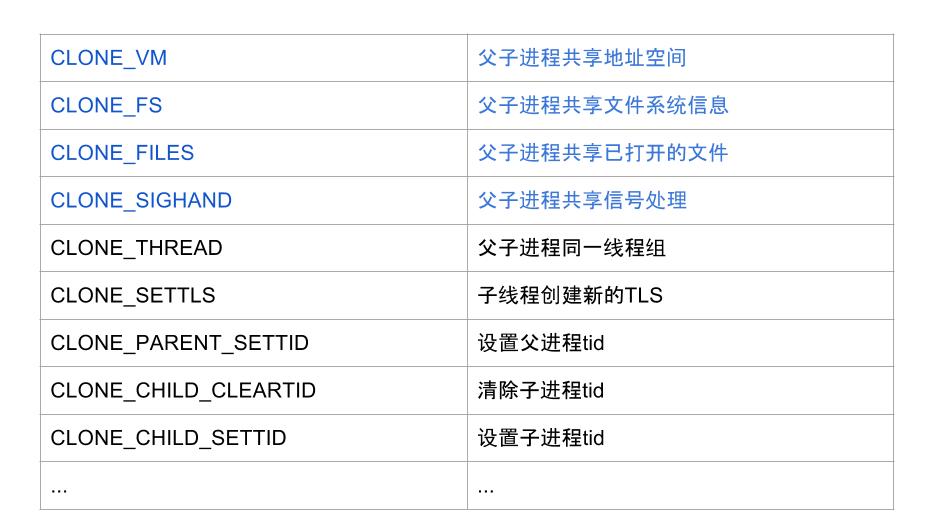 CLONE_VM 父子进程共享地址空间
CLONE_FS 父子进程共享文件系统信息
CLONE_FILES 父子进程共享已打开的文件
CLONE_SIGHAND 父子进程共享信号处理
CLONE_THREAD 父子进程同一线程组
CLONE_SETTLS 子线程创建新的TLS
CLONE_PARENT_SETTID 设置父进程tid
CLONE_CHILD_CLEARTID 清除子进程tid
CLONE_CHILD_SETTID 设置子进程tid
... ...